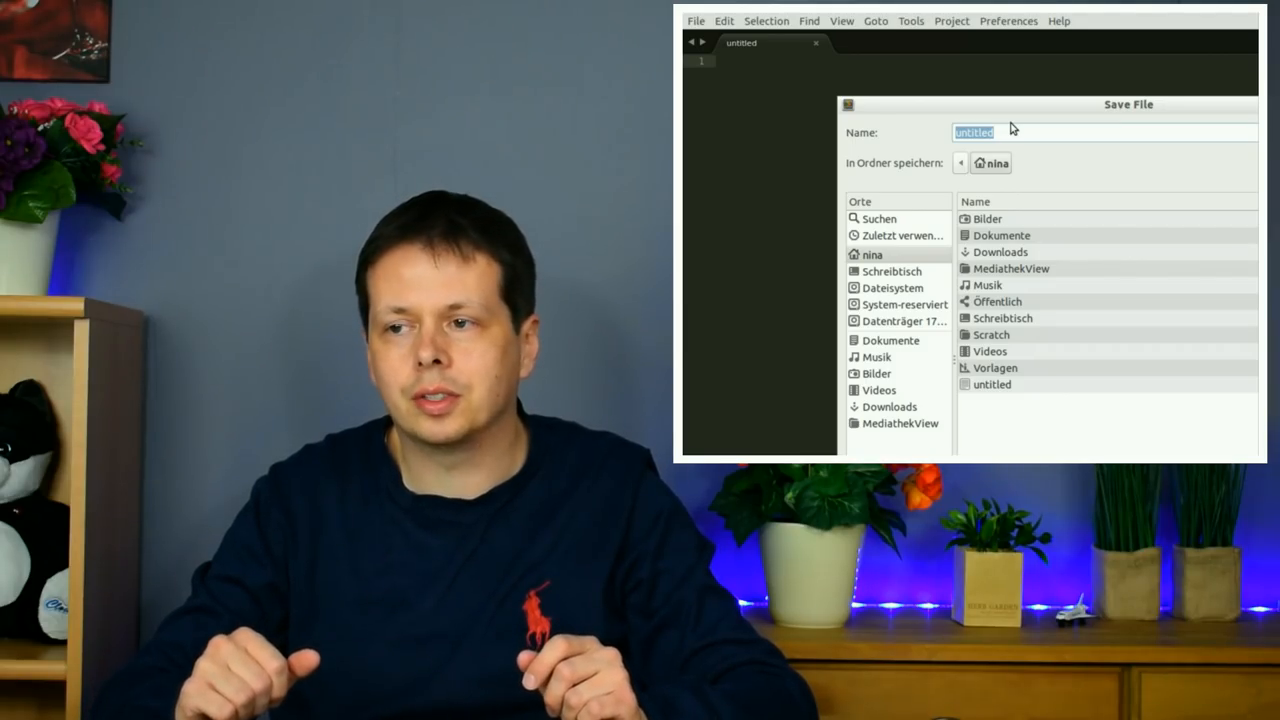 File Edit Selection Find View Goto Tools Project Preferences Help
untitled
1
Save File
Name: untitled
In Ordner speichern: nina
Orte
Suchen
Zuletzt verwen...
nina
Schreibtisch
Dateisystem
System-reserviert
Datenträger 17...
Dokumente
Musik
Bilder
Videos
Downloads
MediathekView
Name
Bilder
Dokumente
Downloads
MediathekView
Musik
Öffentlich
Schreibtisch
Scratch
Videos
Vorlagen
untitled
HERB GARDEN